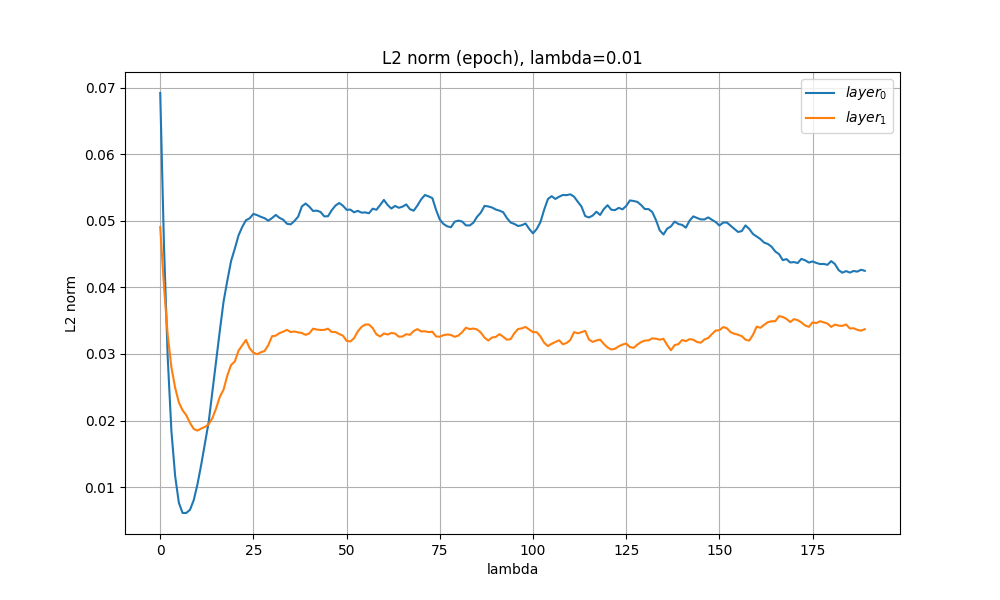 L2 norm (epoch), lambda=0.01
L2 norm
0.07
0.06
0.05
0.04
0.03
0.02
0.01
layer₀
layer₁
0 25 50 75 100 125 150 175
lambda